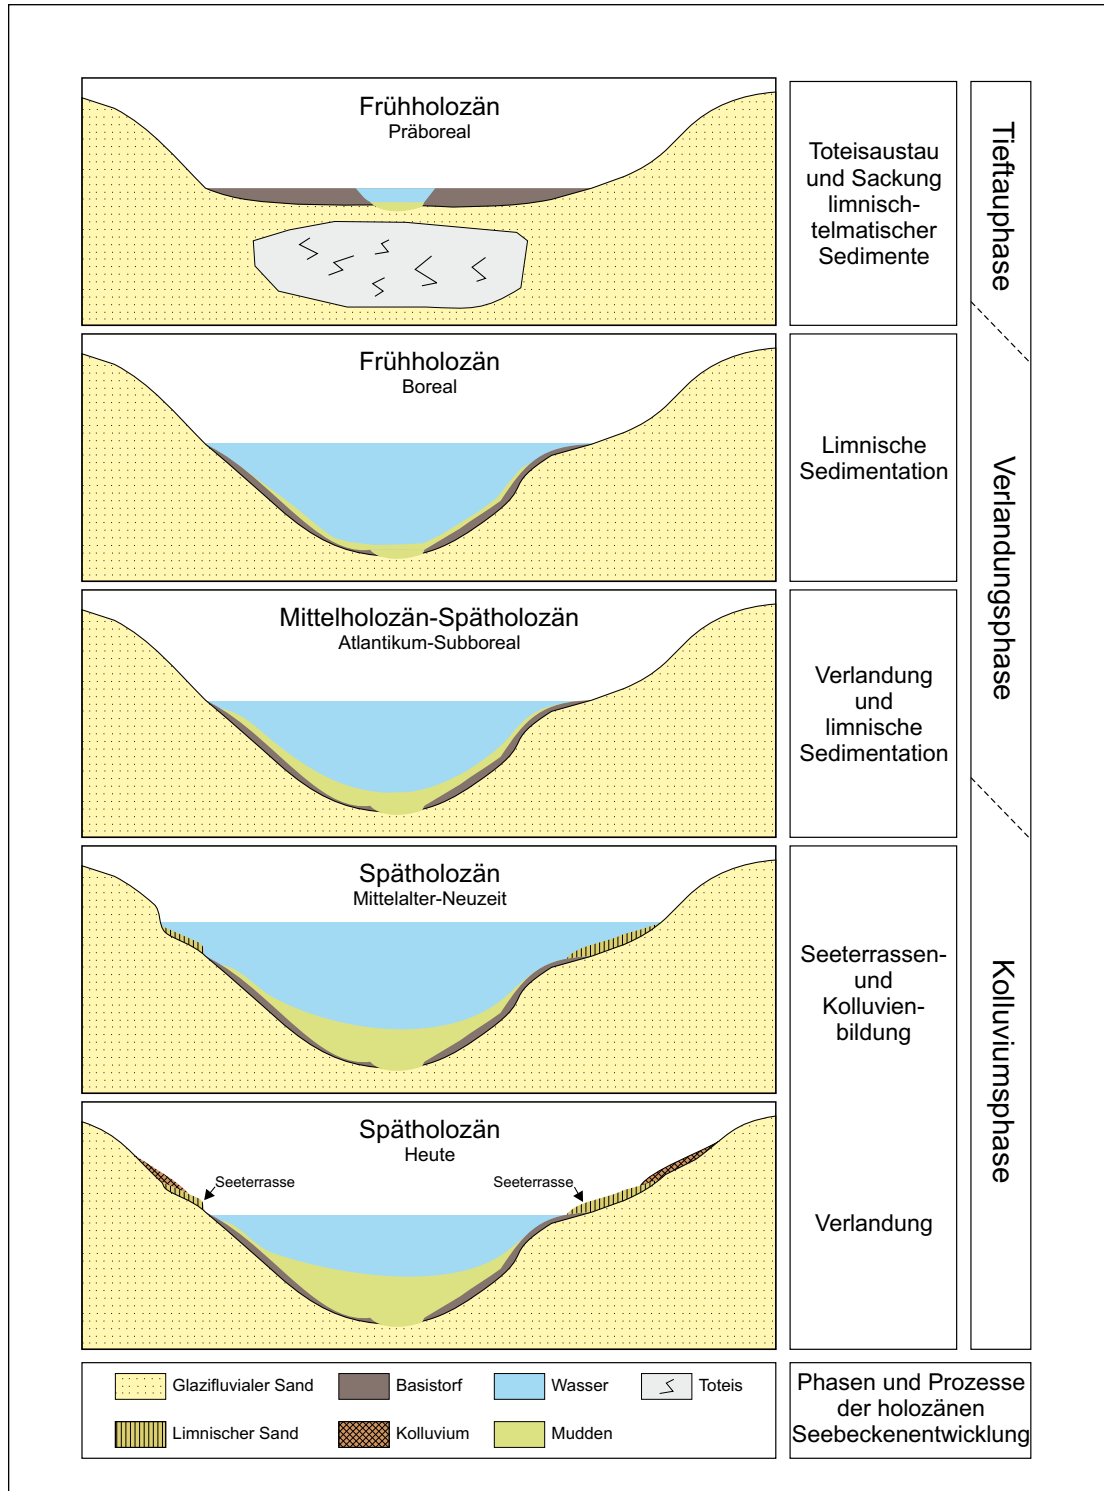 Frühholozän
Präboreal
Toteisaustau
und Sackung
limnisch-
telmatischer
Sedimente
Tieftauphase
Frühholozän
Boreal
Limnische
Sedimentation
Verlandungsphase
Mittelholozän-Spätholozän
Atlantikum-Subboreal
Verlandung
und
limnische
Sedimentation
Spätholozän
Mittelalter-Neuzeit
Seeterrassen-
und
Kolluvien-
bildung
Kolluviumsphase
Spätholozän
Heute
Seeterrasse
Seeterrasse
Verlandung
Glazifluvialer Sand
Basistorf
Wasser
Toteis
Limnischer Sand
Kolluvium
Mudden
Phasen und Prozesse
der holozänen
Seebeckenentwicklung